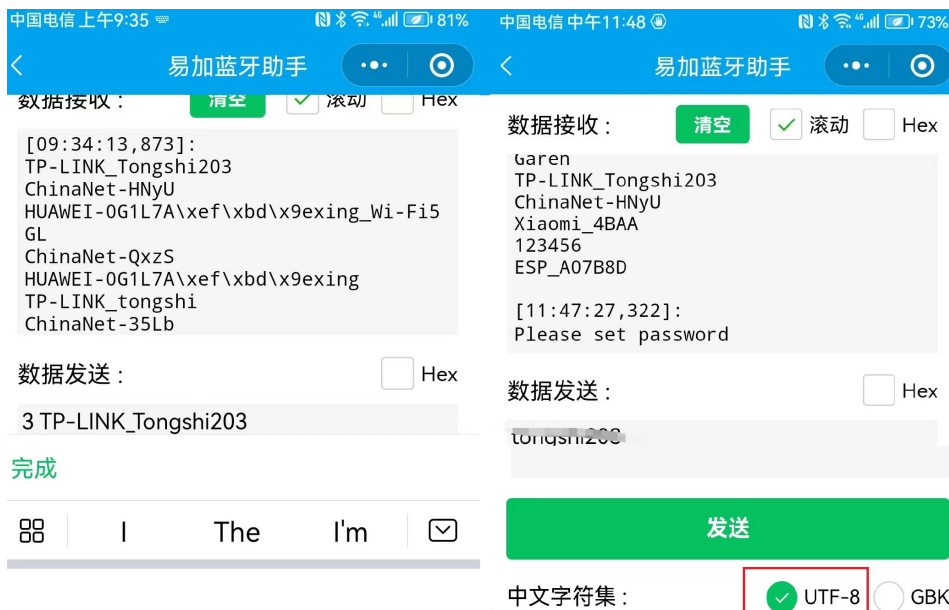 中国电信 上午9:35
81%
易加蓝牙助手
数据接收：
清空
滚动
Hex
[09:34:13,873]:
TP-LINK_Tongshi203
ChinaNet-HNyU
HUAWEI-0G1L7A\xef\xbd\x9exing_Wi-Fi5
GL
ChinaNet-QxzS
HUAWEI-0G1L7A\xef\xbd\x9exing
TP-LINK_tongshi
ChinaNet-35Lb
数据发送：
Hex
3 TP-LINK_Tongshi203
完成
I
The
I'm
中国电信 中午11:48
73%
易加蓝牙助手
数据接收：
清空
滚动
Hex
Garen
TP-LINK_Tongshi203
ChinaNet-HNyU
Xiaomi_4BAA
123456
ESP_A07B8D
[11:47:27,322]:
Please set password
数据发送：
Hex
发送
中文字符集：
UTF-8
GBK